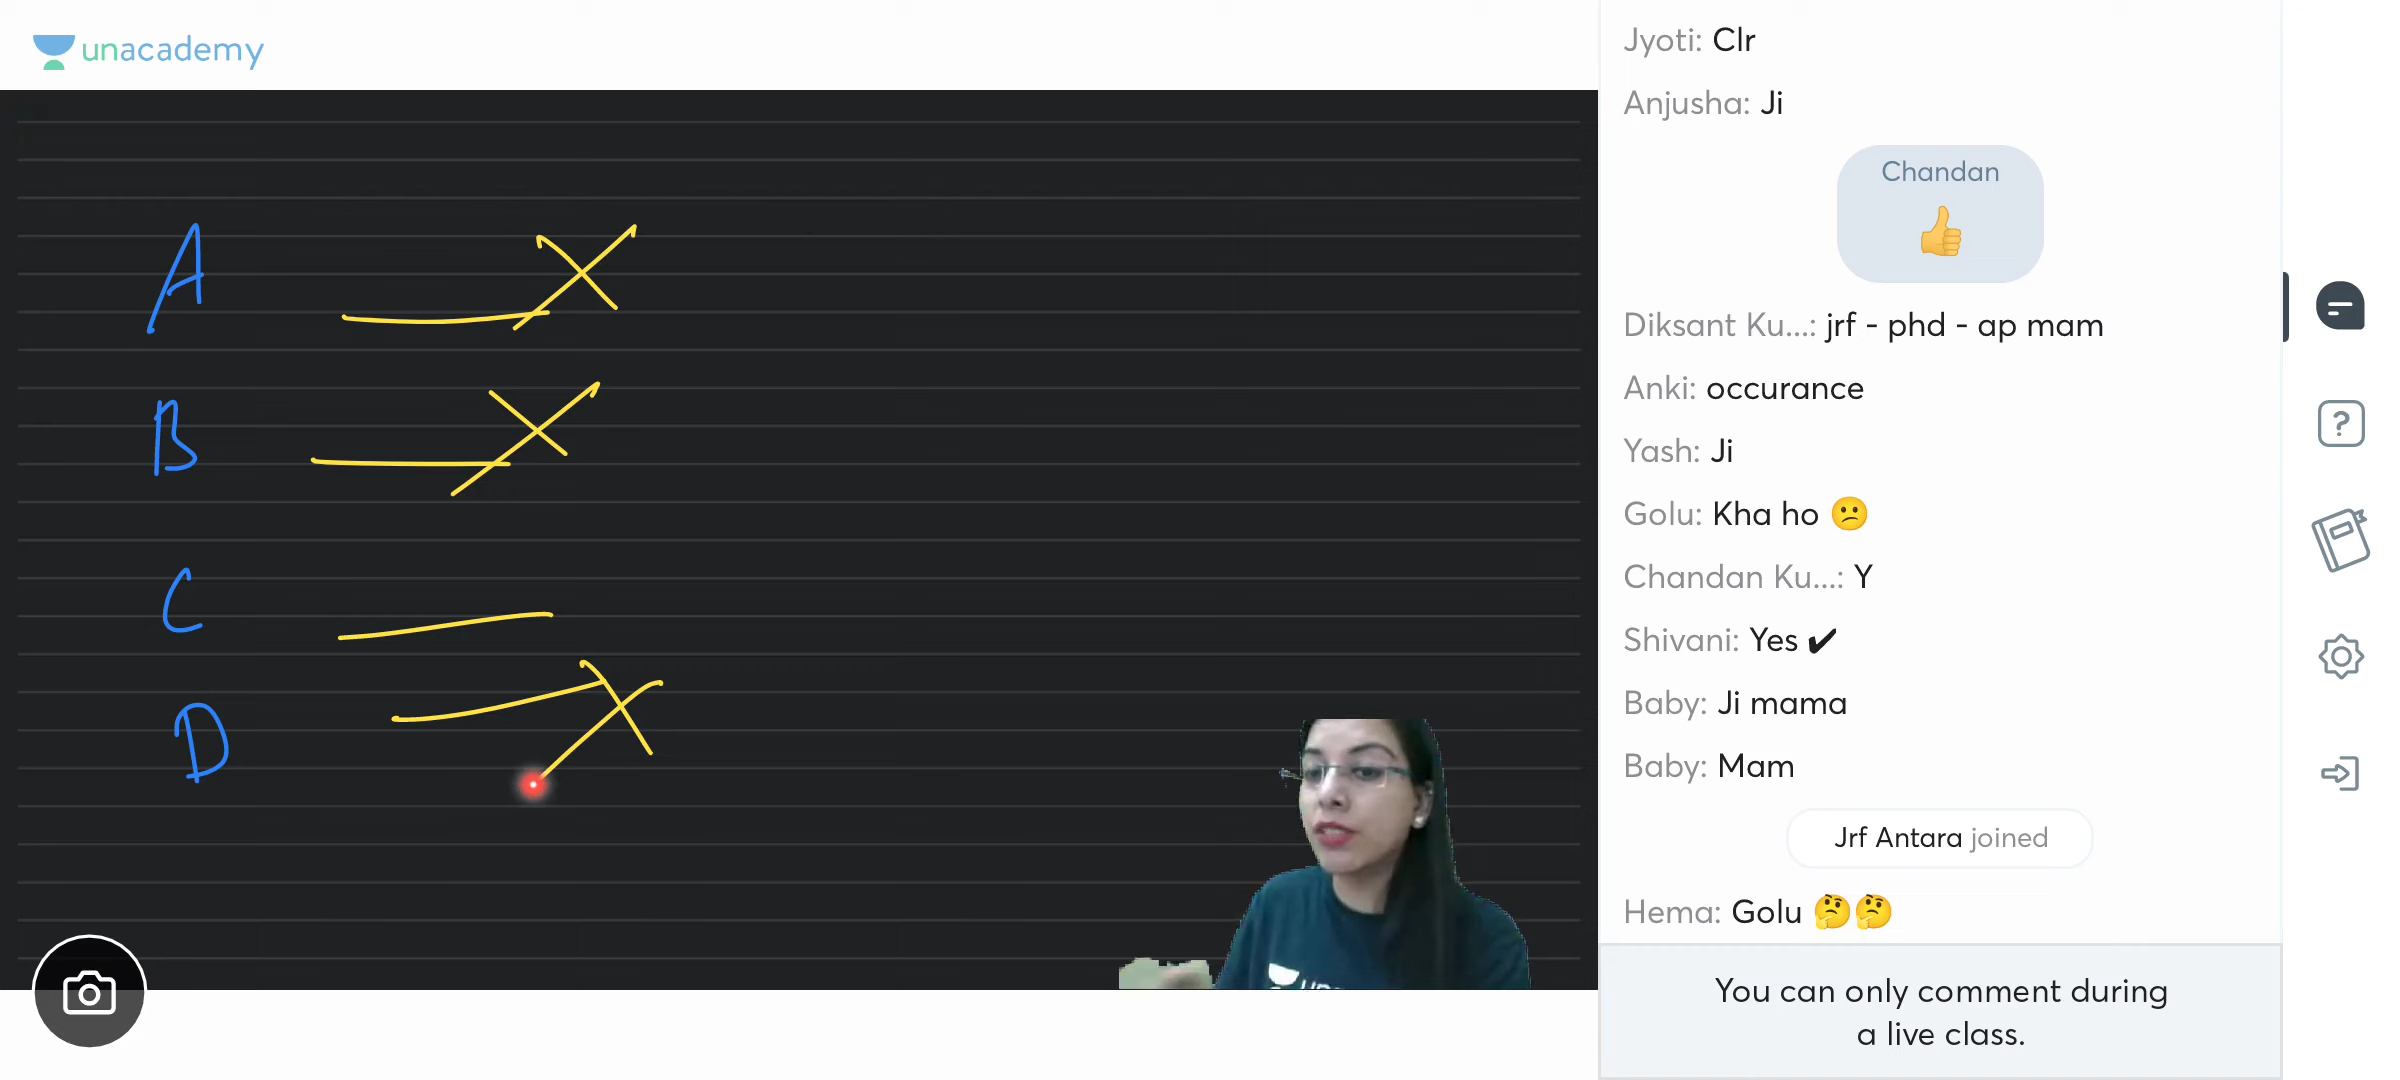 unacademy
A
B
C
D
Jyoti: Clr
Anjusha: Ji
Chandan
👍
Diksant Ku...: jrf - phd - ap mam
Anki: occurance
Yash: Ji
Golu: Kha ho 😕
Chandan Ku...: Y
Shivani: Yes ✔
Baby: Ji mama
Baby: Mam
Jrf Antara joined
Hema: Golu 🤔🤔
You can only comment during
a live class.